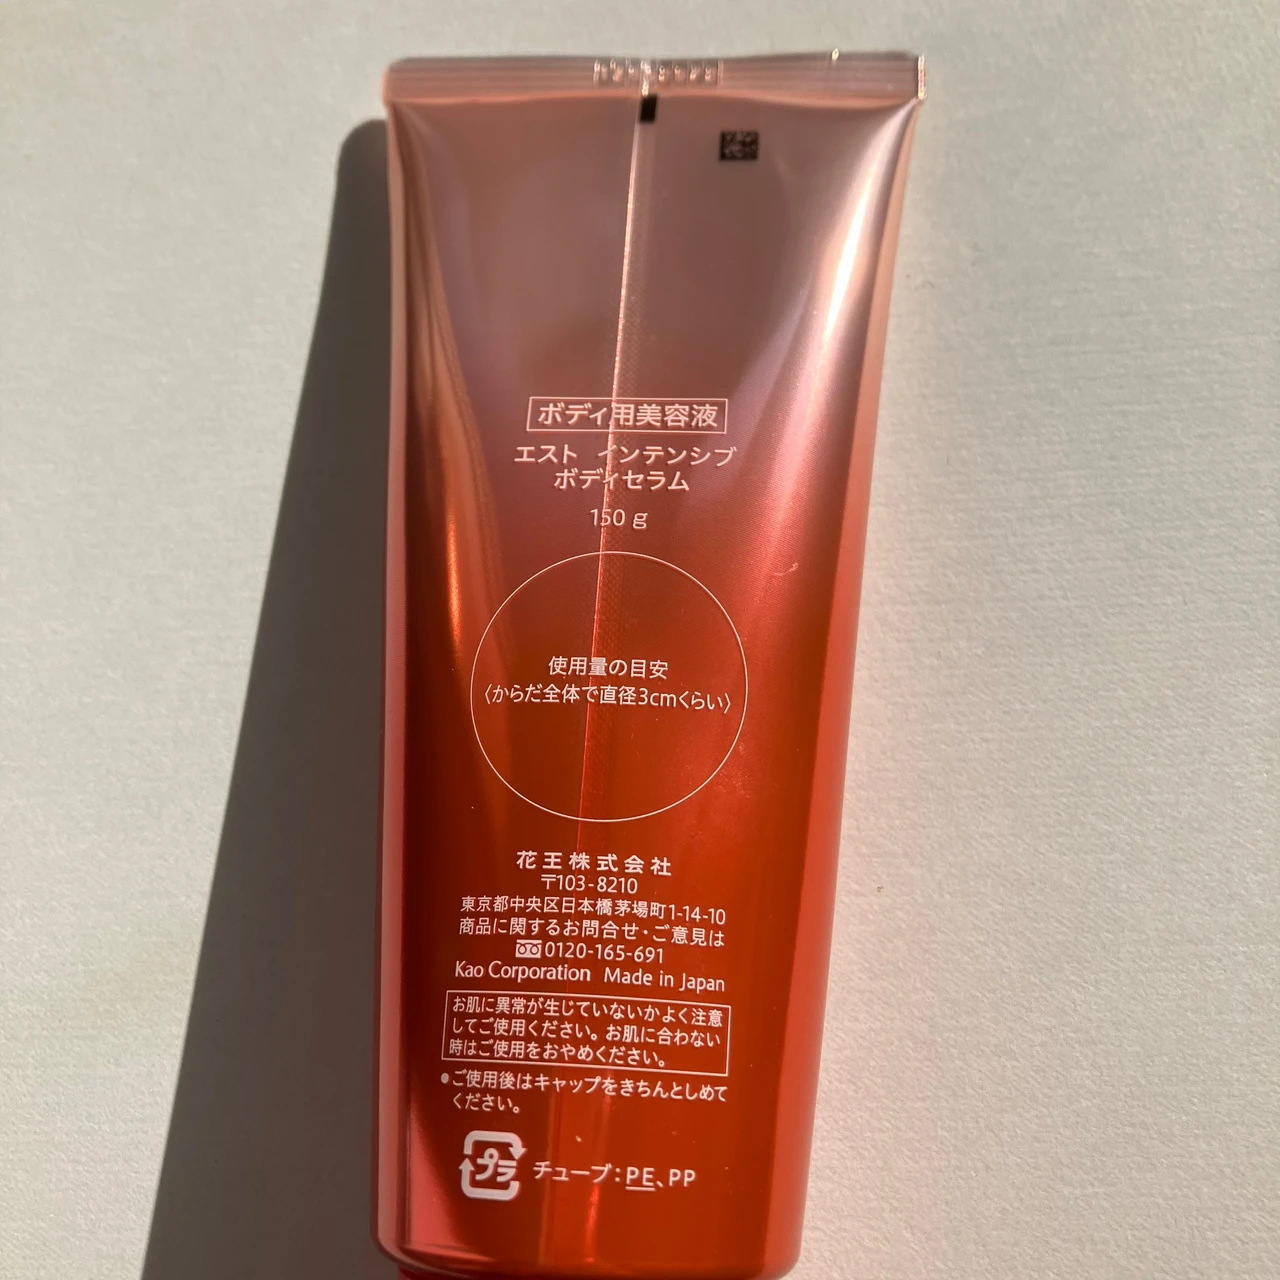 ボディ用美容液
エスト インテンシブ
ボディセラム
150 g
使用量の目安
〈からだ全体で直径3cmくらい〉
花王株式会社
〒103-8210
東京都中央区日本橋茅場町1-14-10
商品に関するお問合せ・ご意見は
0120-165-691
Kao Corporation Made in Japan
お肌に異常が生じていないかよく注意
してご使用ください。お肌に合わない
時はご使用をおやめください。
●ご使用後はキャップをきちんとしめて
ください。
プラ チューブ：PE、PP